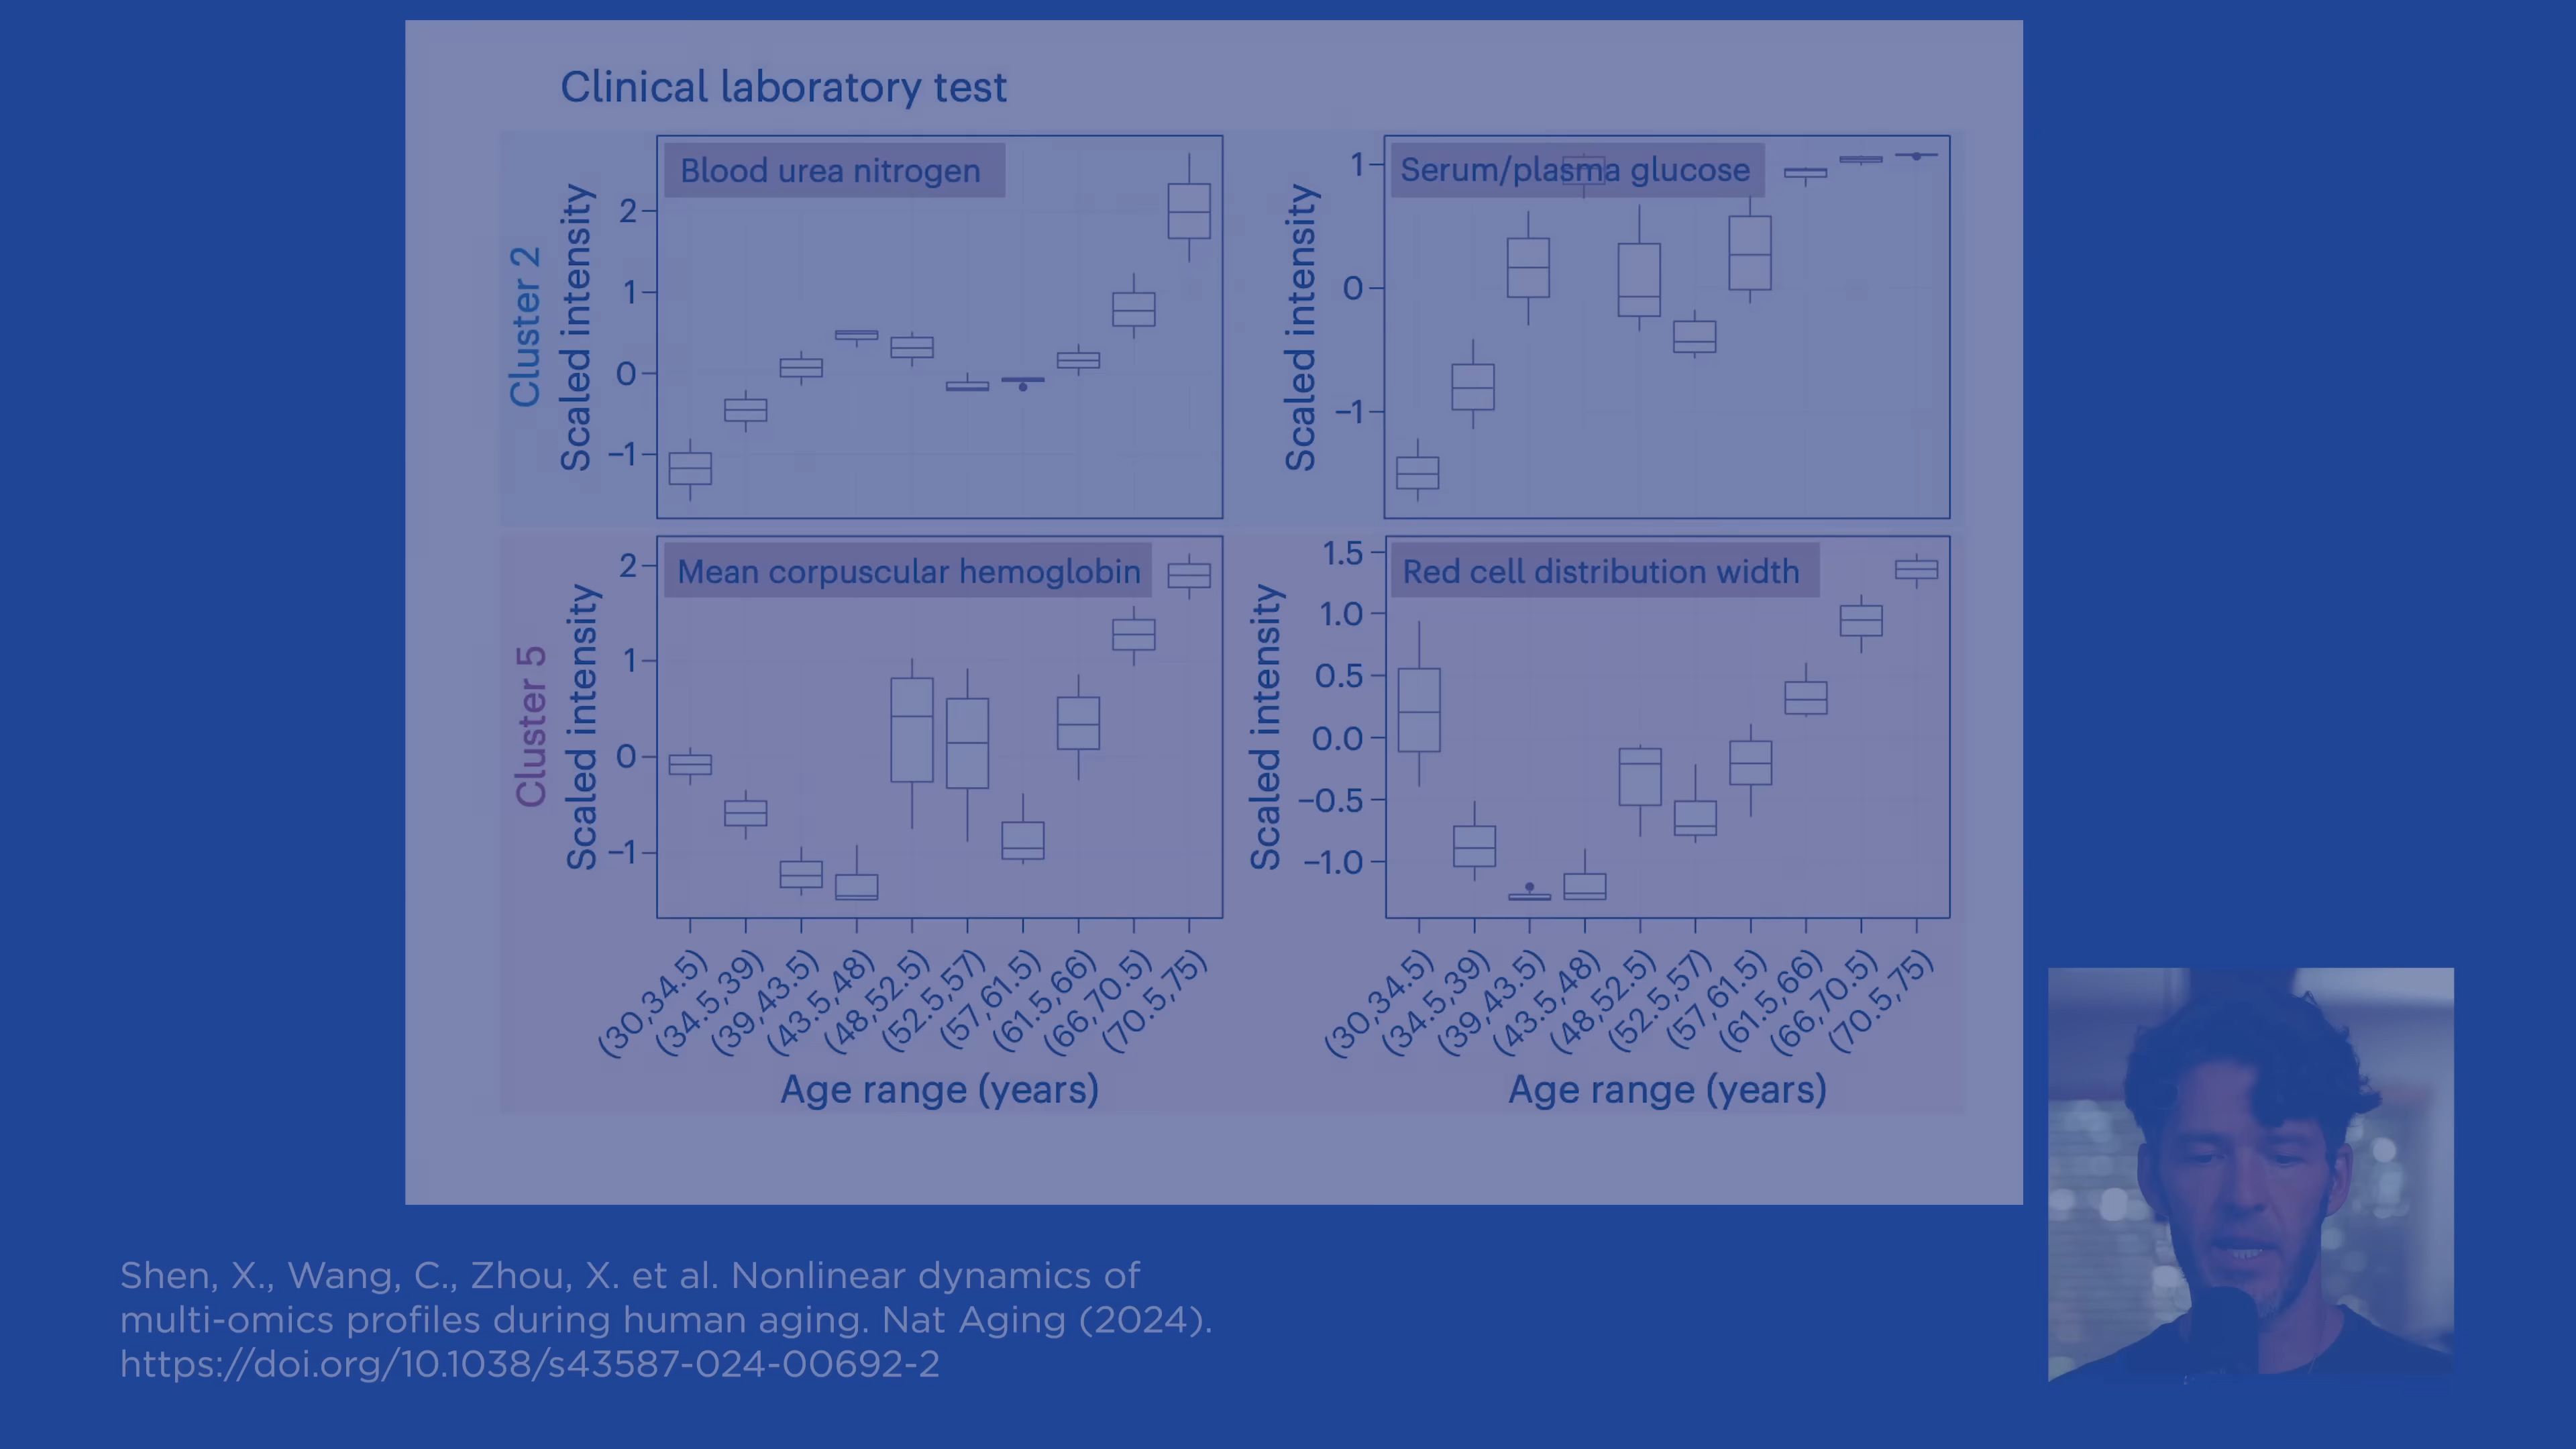 Clinical laboratory test
Cluster 2
Scaled intensity
2
1
0
−1
Blood urea nitrogen
Scaled intensity
1
0
−1
Serum/plasma glucose
Cluster 5
Scaled intensity
2
1
0
−1
Mean corpuscular hemoglobin
(30,34.5)
(34.5,39)
(39,43.5)
(43.5,48)
(48,52.5)
(52.5,57)
(57,61.5)
(61.5,66)
(66,70.5)
(70.5,75)
Age range (years)
Scaled intensity
1.5
1.0
0.5
0.0
−0.5
−1.0
Red cell distribution width
(30,34.5)
(34.5,39)
(39,43.5)
(43.5,48)
(48,52.5)
(52.5,57)
(57,61.5)
(61.5,66)
(66,70.5)
(70.5,75)
Age range (years)
Shen, X., Wang, C., Zhou, X. et al. Nonlinear dynamics of
multi-omics profiles during human aging. Nat Aging (2024).
https://doi.org/10.1038/s43587-024-00692-2